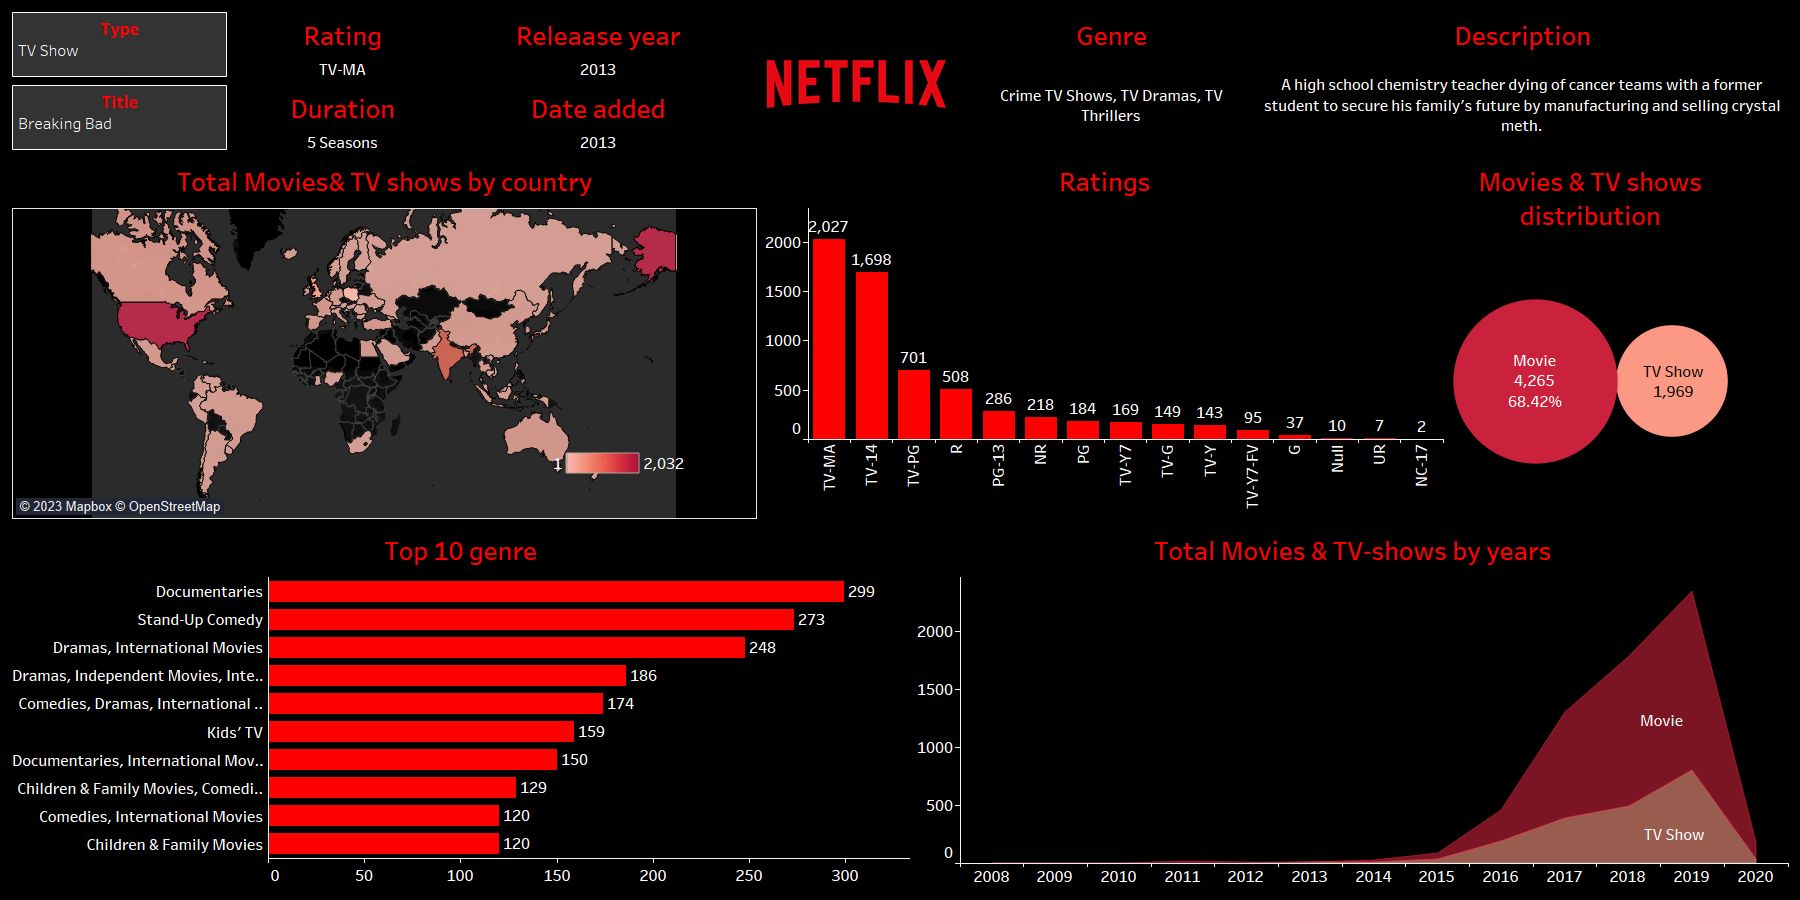 Type
TV Show
Title
Breaking Bad
Rating
TV-MA
Duration
5 Seasons
Releaase year
2013
Date added
2013
NETFLIX
Genre
Crime TV Shows, TV Dramas, TV
Thrillers
Description
A high school chemistry teacher dying of cancer teams with a former
student to secure his family’s future by manufacturing and selling crystal
meth.
Total Movies& TV shows by country
1
2,032
© 2023 Mapbox © OpenStreetMap
Ratings
2000
1500
1000
500
0
2,027
1,698
701
508
286
218
184
169
149
143
95
37
10
7
2
TV-MA
TV-14
TV-PG
R
PG-13
NR
PG
TV-Y7
TV-G
TV-Y
TV-Y7-FV
G
Null
UR
NC-17
Movies & TV shows
distribution
Movie
4,265
68.42%
TV Show
1,969
Top 10 genre
Documentaries 299
Stand-Up Comedy 273
Dramas, International Movies 248
Dramas, Independent Movies, Inte.. 186
Comedies, Dramas, International .. 174
Kids’ TV 159
Documentaries, International Mov.. 150
Children & Family Movies, Comedi.. 129
Comedies, International Movies 120
Children & Family Movies 120
0 50 100 150 200 250 300
Total Movies & TV-shows by years
2000
1500
1000
500
0
Movie
TV Show
2008 2009 2010 2011 2012 2013 2014 2015 2016 2017 2018 2019 2020